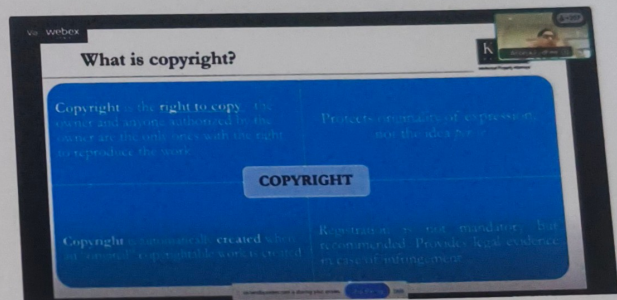 webex
What is copyright?
K
Copyright is the right to copy. The
owner and anyone authorized by the
owner are the only ones with the right
to reproduce the work
Protects originality of expression,
not the idea
COPYRIGHT
Copyright is automatically created when
an "original" copyrightable work is created
Registration is not mandatory but
recommended. Provides legal evidence
in case of infringement.